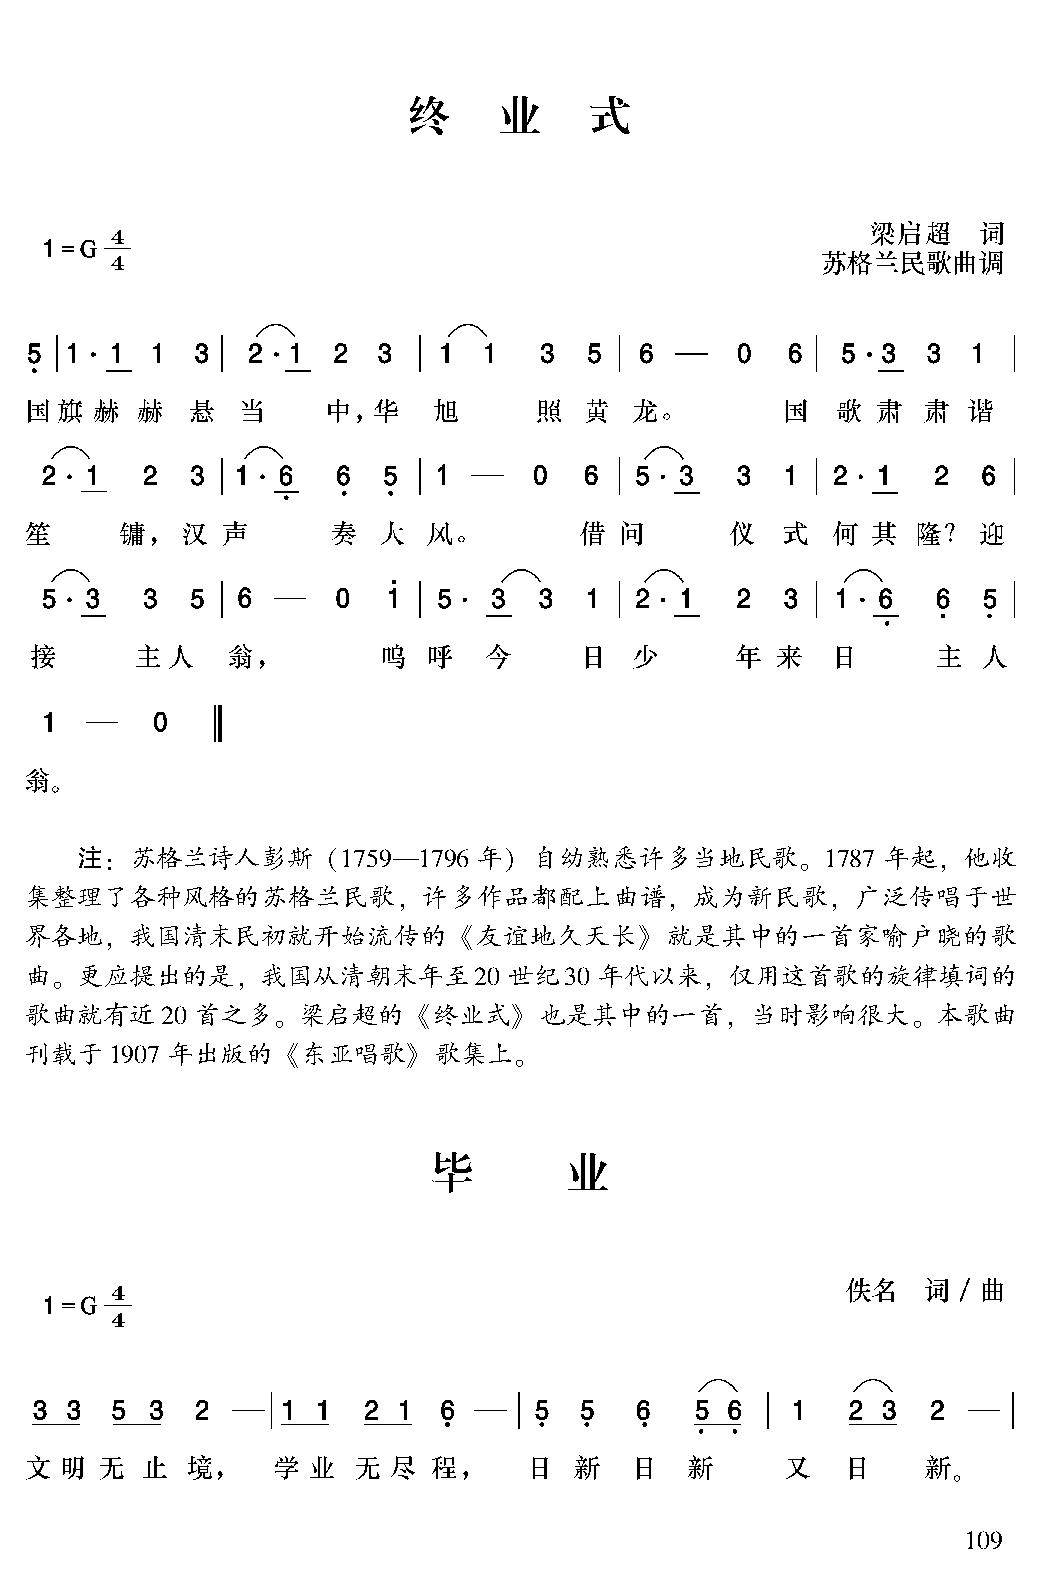 终 业 式
1=G 4/4
梁启超 词
苏格兰民歌曲调
5 | 1 · 1 1 3 | 2 · 1 2 3 | 1 1 3 5 | 6 — 0 6 | 5 · 3 3 1 |
国旗赫赫 悬当 中,华 旭 照黄龙。 国 歌肃肃谐
2 · 1 2 3 | 1 · 6 6 5 | 1 — 0 6 | 5 · 3 3 1 | 2 · 1 2 6 |
笙 镛,汉声 奏大风。 借问 仪式何其隆?迎
5 · 3 3 5 | 6 — 0 1 | 5 · 3 3 1 | 2 · 1 2 3 | 1 · 6 6 5 |
接 主人翁, 呜呼今 日少 年来日 主人
1 — 0 ‖
翁。
注:苏格兰诗人彭斯(1759—1796 年)自幼熟悉许多当地民歌。1787 年起,他收
集整理了各种风格的苏格兰民歌,许多作品都配上曲谱,成为新民歌,广泛传唱于世
界各地,我国清末民初就开始流传的《友谊地久天长》就是其中的一首家喻户晓的歌
曲。更应提出的是,我国从清朝末年至20 世纪30 年代以来,仅用这首歌的旋律填词的
歌曲就有近 20 首之多。梁启超的《终业式》也是其中的一首,当时影响很大。本歌曲
刊载于 1907 年出版的《东亚唱歌》歌集上。
毕 业
1=G 4/4
佚名 词 / 曲
3 3 5 3 2 — | 1 1 2 1 6 — | 5 5 6 5 6 | 1 2 3 2 — |
文明无止境, 学业无尽程, 日新日新 又日 新。
109